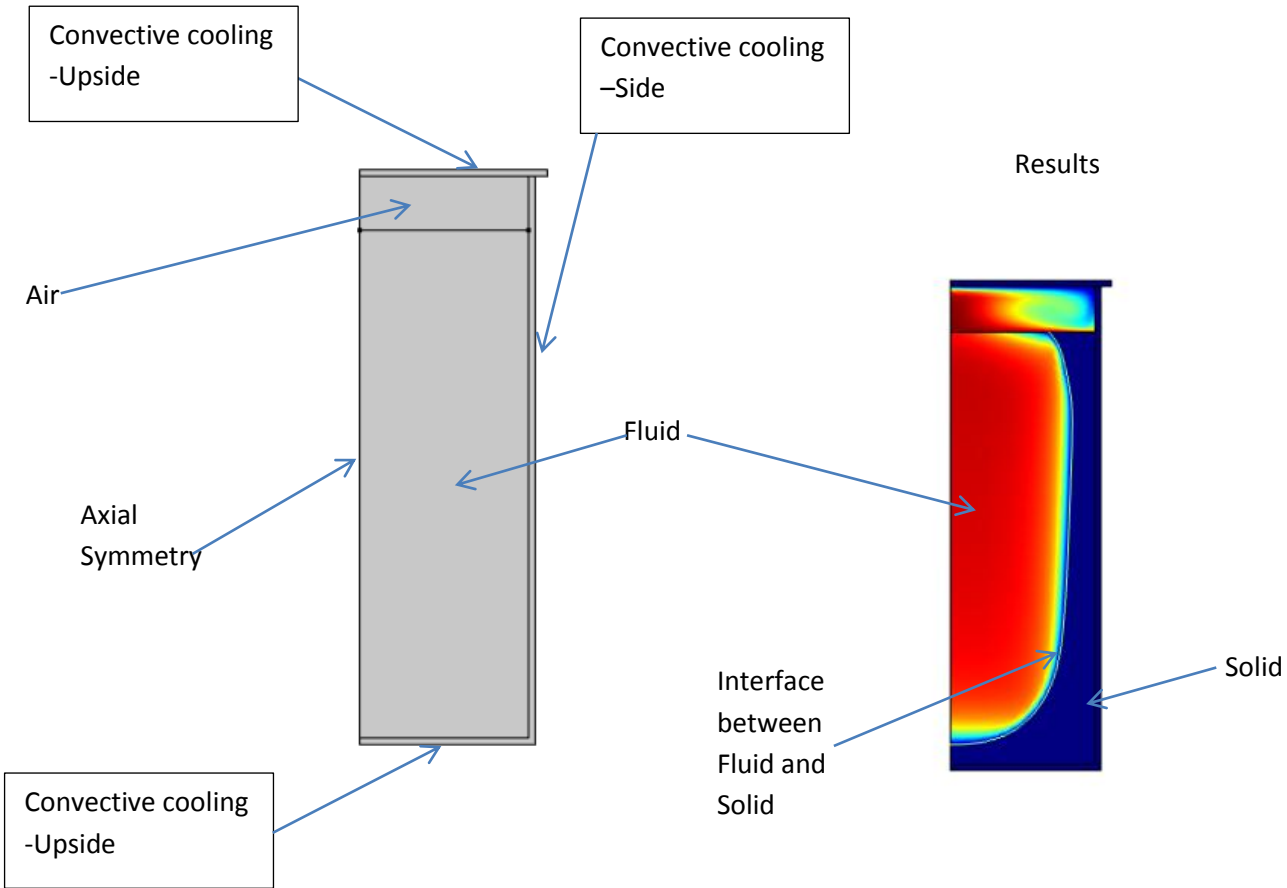 Convective cooling
-Upside
Convective cooling
–Side
Results
Air
Fluid
Axial
Symmetry
Interface
between
Fluid and
Solid
Solid
Convective cooling
-Upside